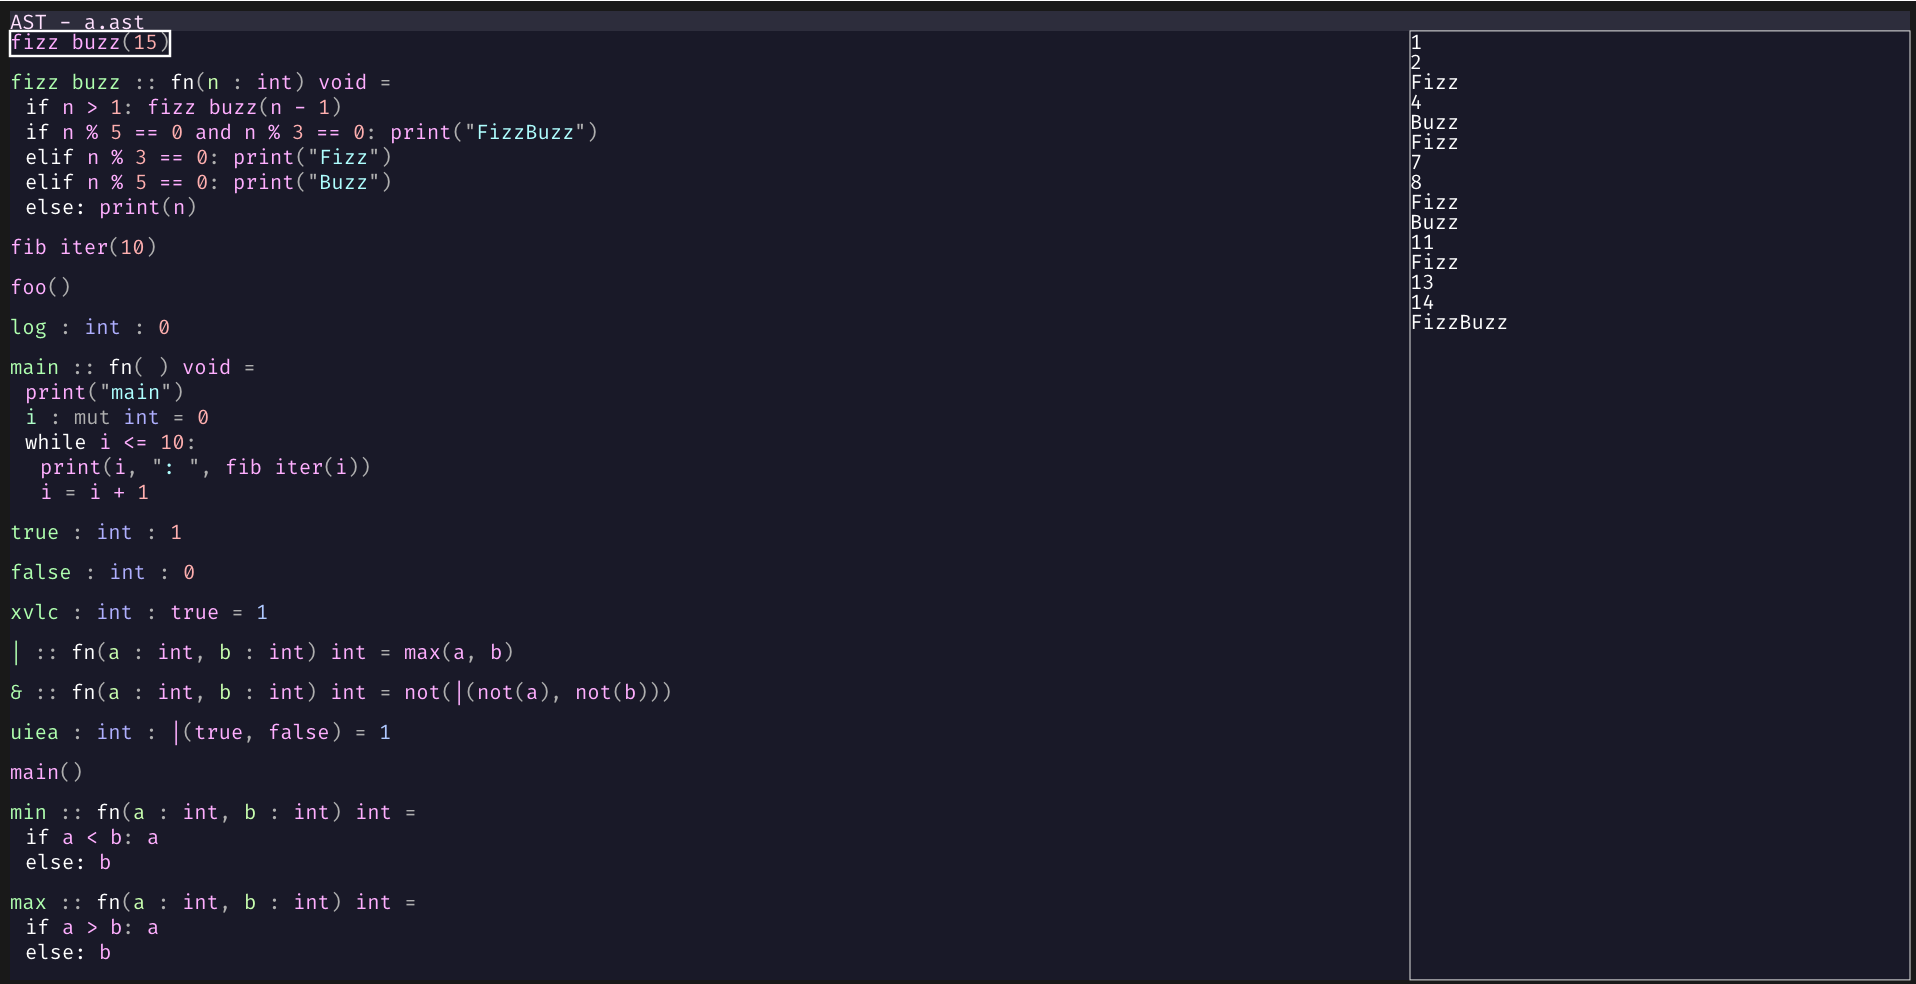 AST - a.ast
fizz buzz(15)
fizz buzz :: fn(n : int) void =
if n > 1: fizz buzz(n - 1)
if n % 5 == 0 and n % 3 == 0: print("FizzBuzz")
elif n % 3 == 0: print("Fizz")
elif n % 5 == 0: print("Buzz")
else: print(n)
fib iter(10)
foo()
log : int : 0
main :: fn( ) void =
print("main")
i : mut int = 0
while i <= 10:
print(i, ": ", fib iter(i))
i = i + 1
true : int : 1
false : int : 0
xvlc : int : true = 1
| :: fn(a : int, b : int) int = max(a, b)
& :: fn(a : int, b : int) int = not(|(not(a), not(b)))
uiea : int : |(true, false) = 1
main()
min :: fn(a : int, b : int) int =
if a < b: a
else: b
max :: fn(a : int, b : int) int =
if a > b: a
else: b
1
2
Fizz
4
Buzz
Fizz
7
8
Fizz
Buzz
11
Fizz
13
14
FizzBuzz